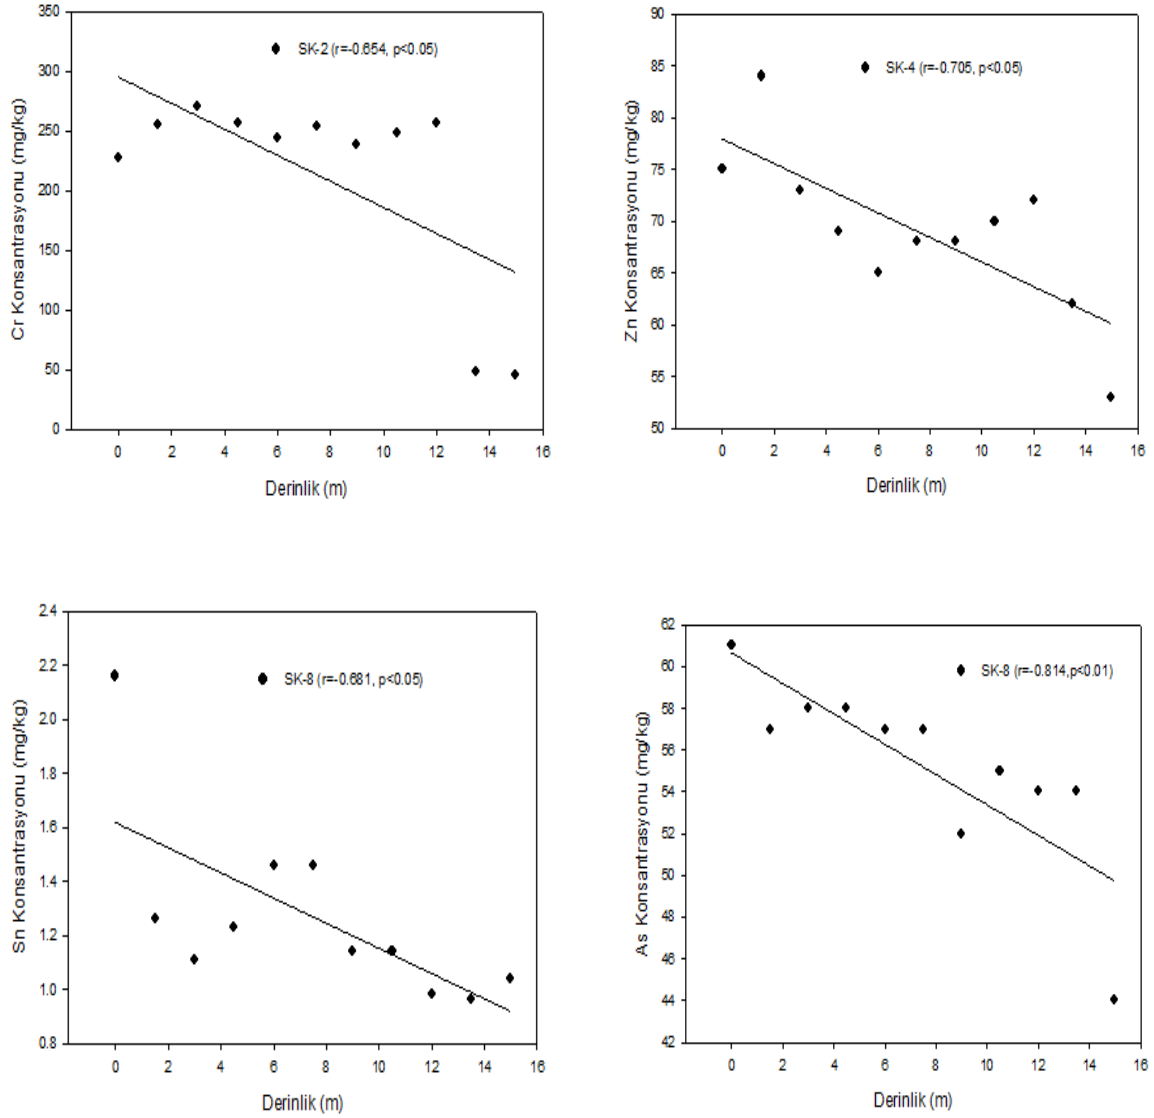 350
300
250
200
150
100
50
0
Cr Konsantrasyonu (mg/kg)
SK-2 (r=-0.654, p<0.05)
0 2 4 6 8 10 12 14 16
Derinlik (m)
90
85
80
75
70
65
60
55
50
Zn Konsantrasyonu (mg/kg)
SK-4 (r=-0.705, p<0.05)
0 2 4 6 8 10 12 14 16
Derinlik (m)
2.4
2.2
2.0
1.8
1.6
1.4
1.2
1.0
0.8
Sn Konsantrasyonu (mg/kg)
SK-8 (r=-0.681, p<0.05)
0 2 4 6 8 10 12 14 16
Derinlik (m)
62
60
58
56
54
52
50
48
46
44
42
As Konsantrasyonu (mg/kg)
SK-8 (r=-0.814,p<0.01)
0 2 4 6 8 10 12 14 16
Derinlik (m)